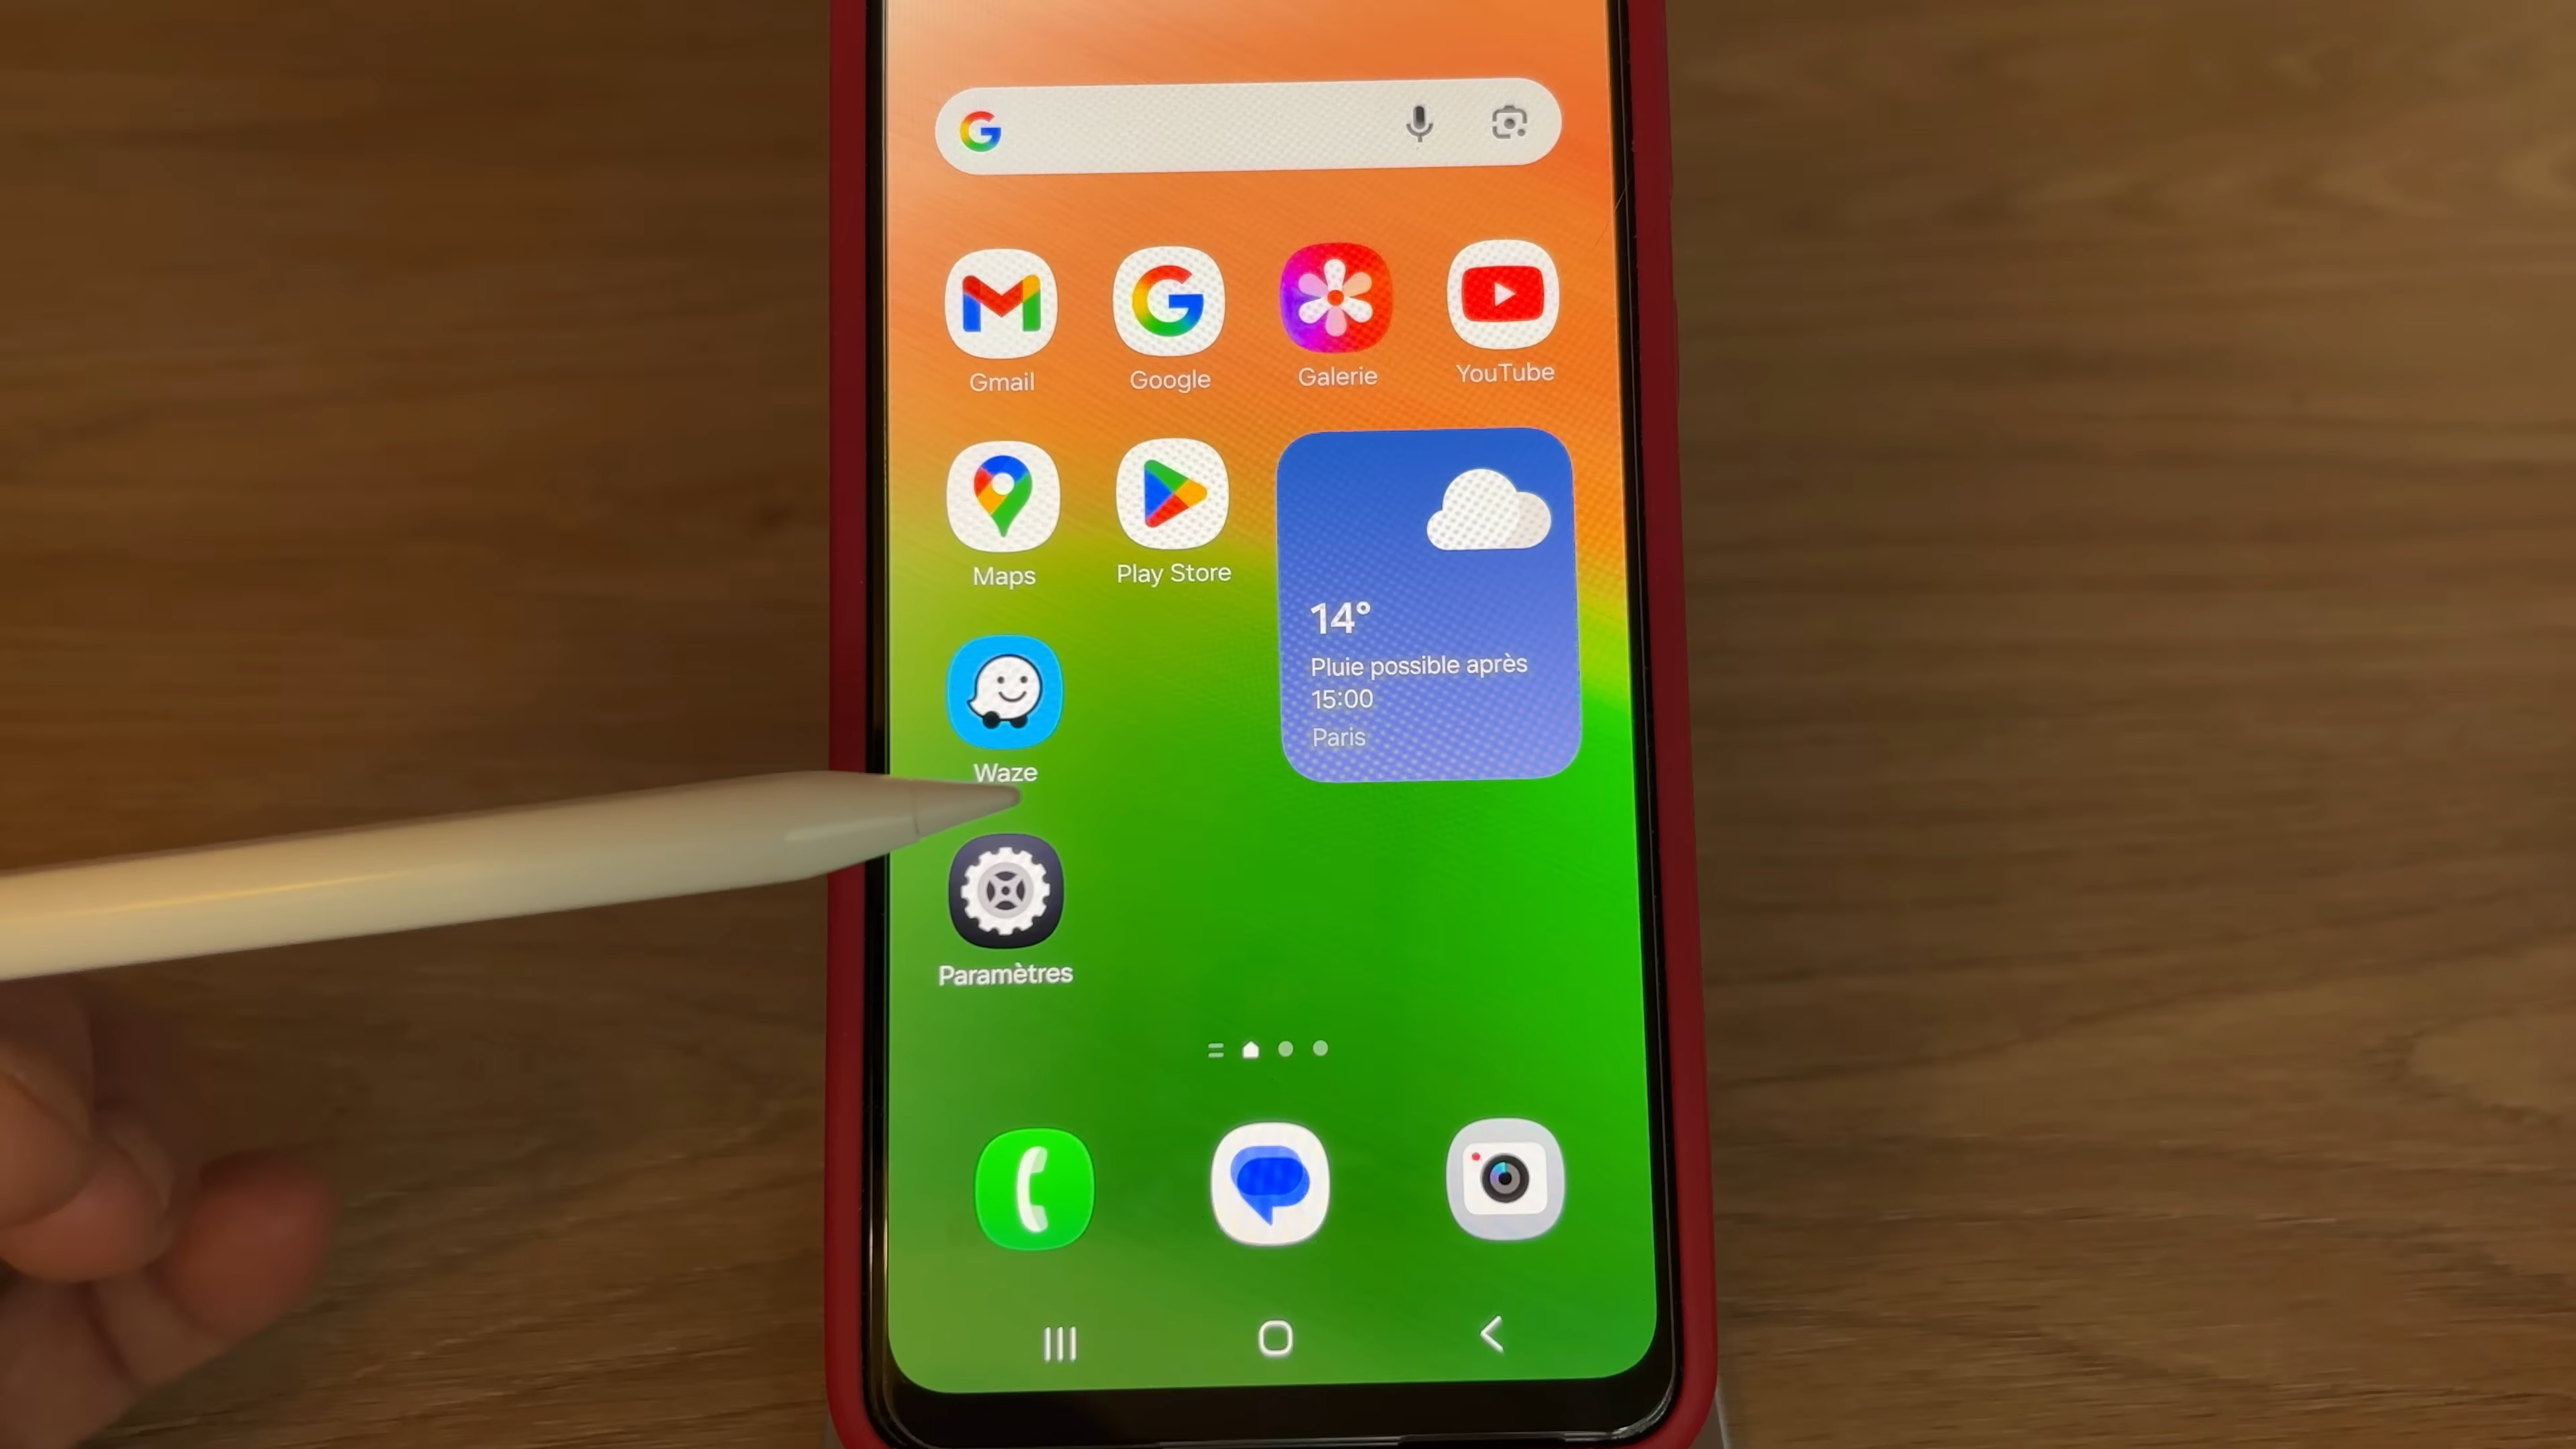 Gmail
Google
Galerie
YouTube
Maps
Play Store
14°
Pluie possible après
15:00
Paris
Waze
Paramètres